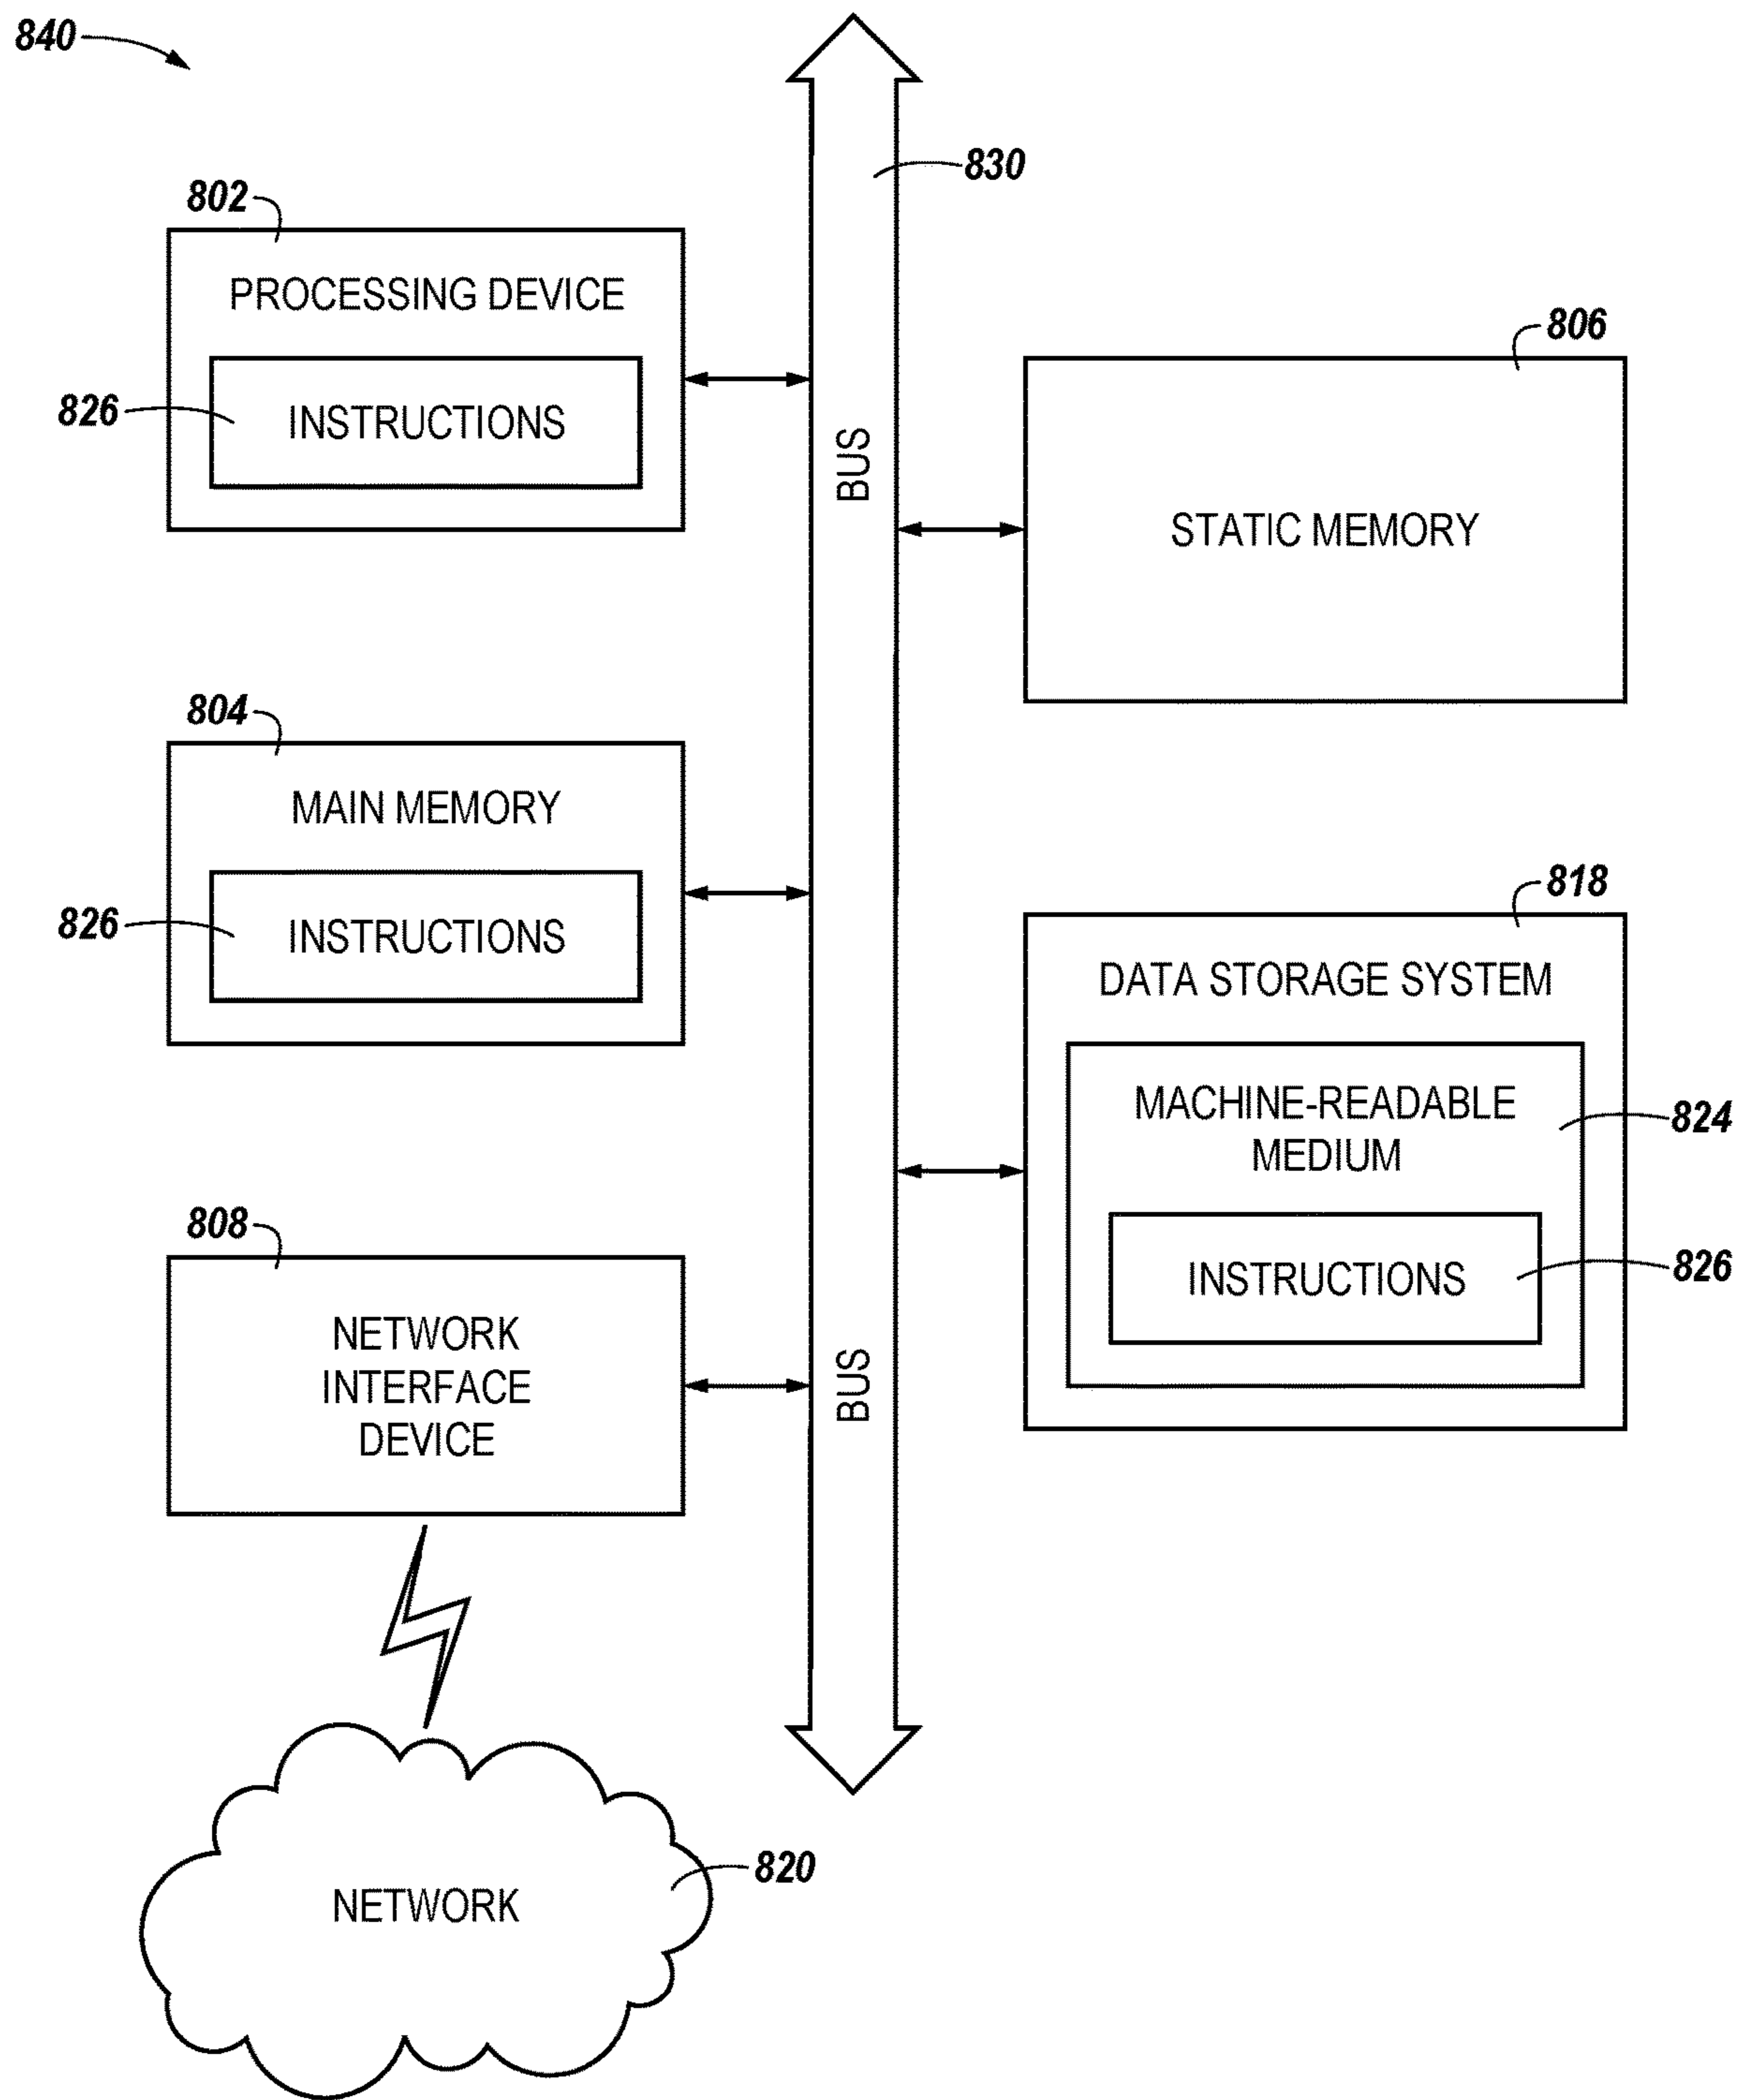 840
830
802
PROCESSING DEVICE
826
INSTRUCTIONS
BUS
806
STATIC MEMORY
804
MAIN MEMORY
826
INSTRUCTIONS
818
DATA STORAGE SYSTEM
MACHINE-READABLE
MEDIUM
824
INSTRUCTIONS
826
808
NETWORK
INTERFACE
DEVICE
BUS
NETWORK
820